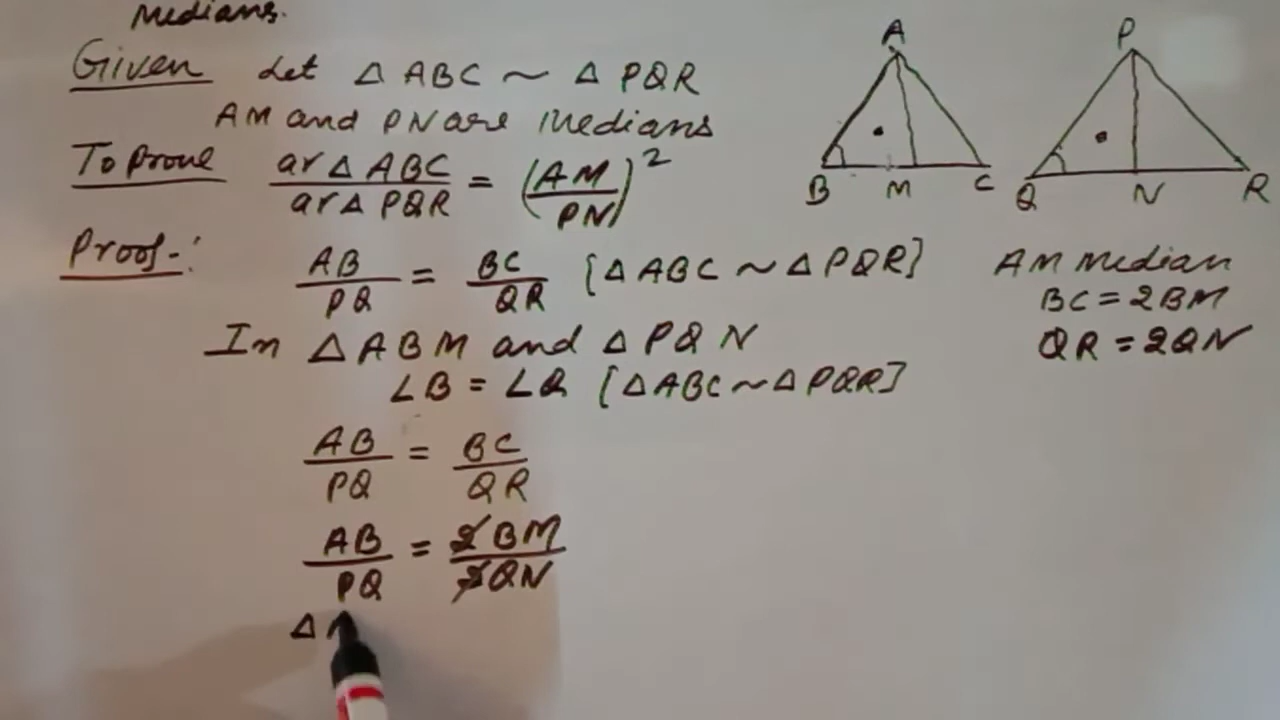 Medians.
Given Let △ ABC ~ △ PQR
AM and PN are Medians
To Prove ar △ ABC / ar △ PQR = (AM / PN)²
Proof-:
AB / PQ = BC / QR [△ ABC ~ △ PQR]
In △ ABM and △ PQN
∠B = ∠Q [△ ABC ~ △ PQR]
AB / PQ = BC / QR
AB / PQ = 2BM / 2QN
△
A
B M C
P
Q N R
AM Median
BC = 2BM
QR = 2QN